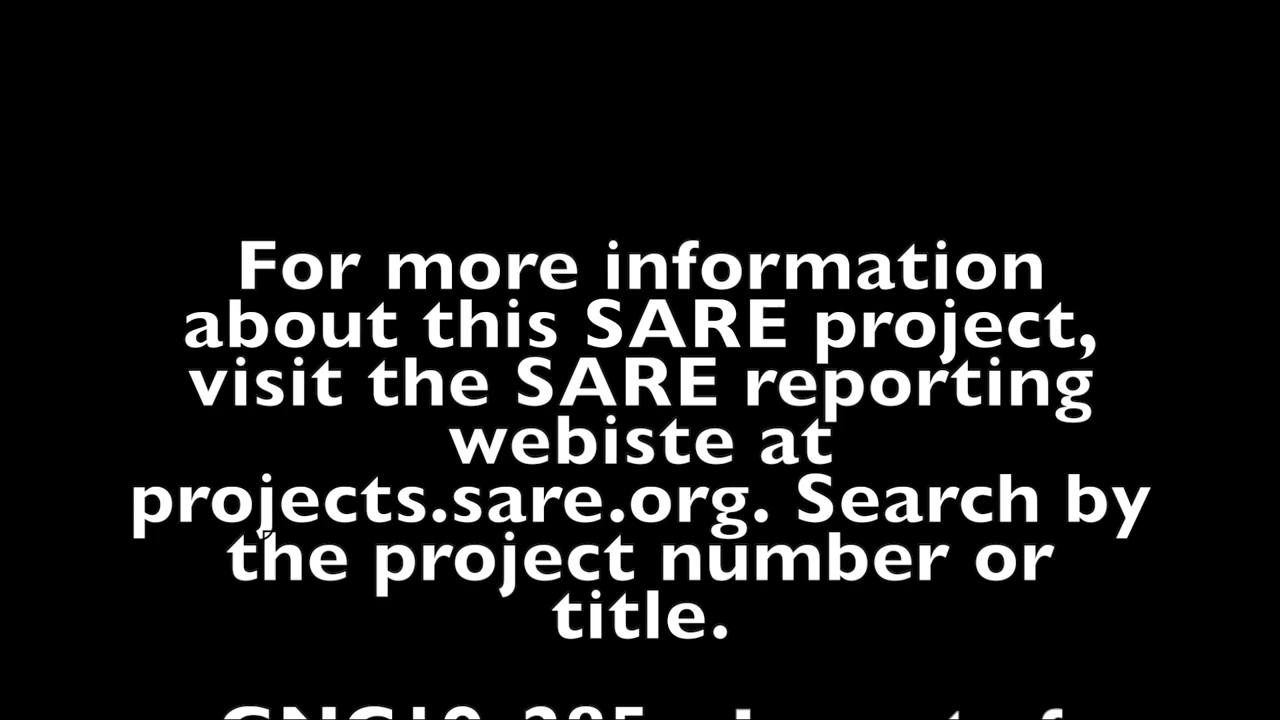 For more information
about this SARE project,
visit the SARE reporting
webiste at
projects.sare.org. Search by
the project number or
title.